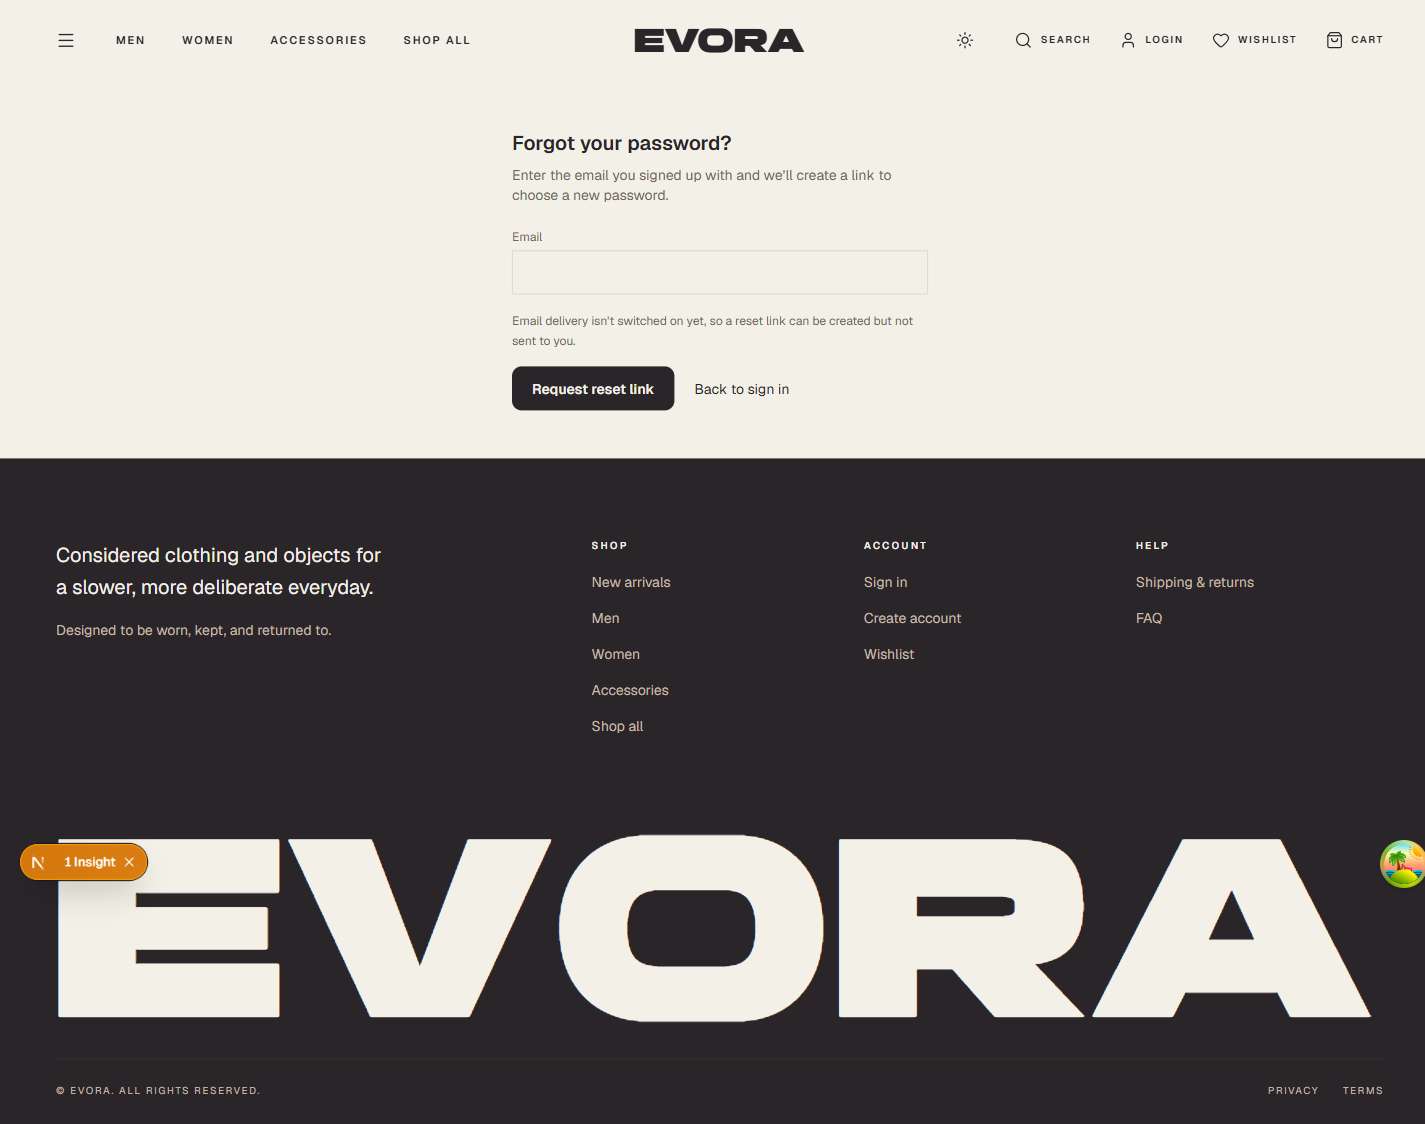 MEN
WOMEN
ACCESSORIES
SHOP ALL
EVORA
SEARCH
LOGIN
WISHLIST
CART
Forgot your password?
Enter the email you signed up with and we'll create a link to
choose a new password.
Email
Email delivery isn't switched on yet, so a reset link can be created but not
sent to you.
Request reset link
Back to sign in
Considered clothing and objects for
a slower, more deliberate everyday.
Designed to be worn, kept, and returned to.
SHOP
New arrivals
Men
Women
Accessories
Shop all
ACCOUNT
Sign in
Create account
Wishlist
HELP
Shipping & returns
FAQ
N
1 Insight
EVORA
© EVORA. ALL RIGHTS RESERVED.
PRIVACY
TERMS